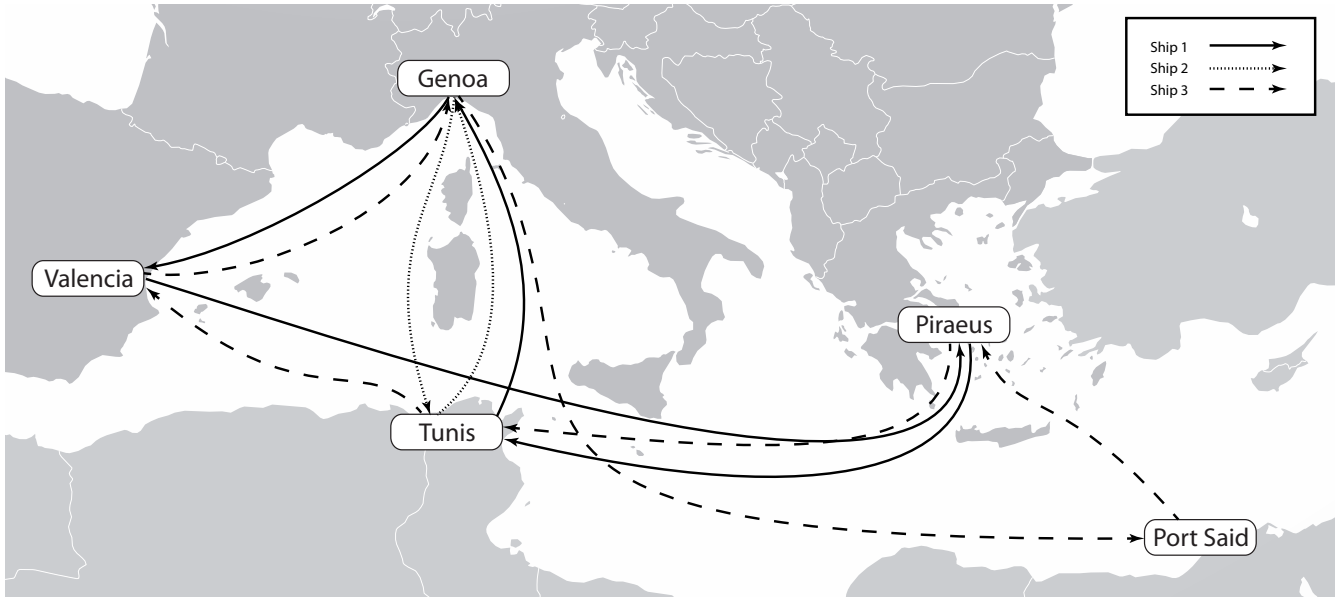 Ship 1
Ship 2
Ship 3
Genoa
Valencia
Piraeus
Tunis
Port Said